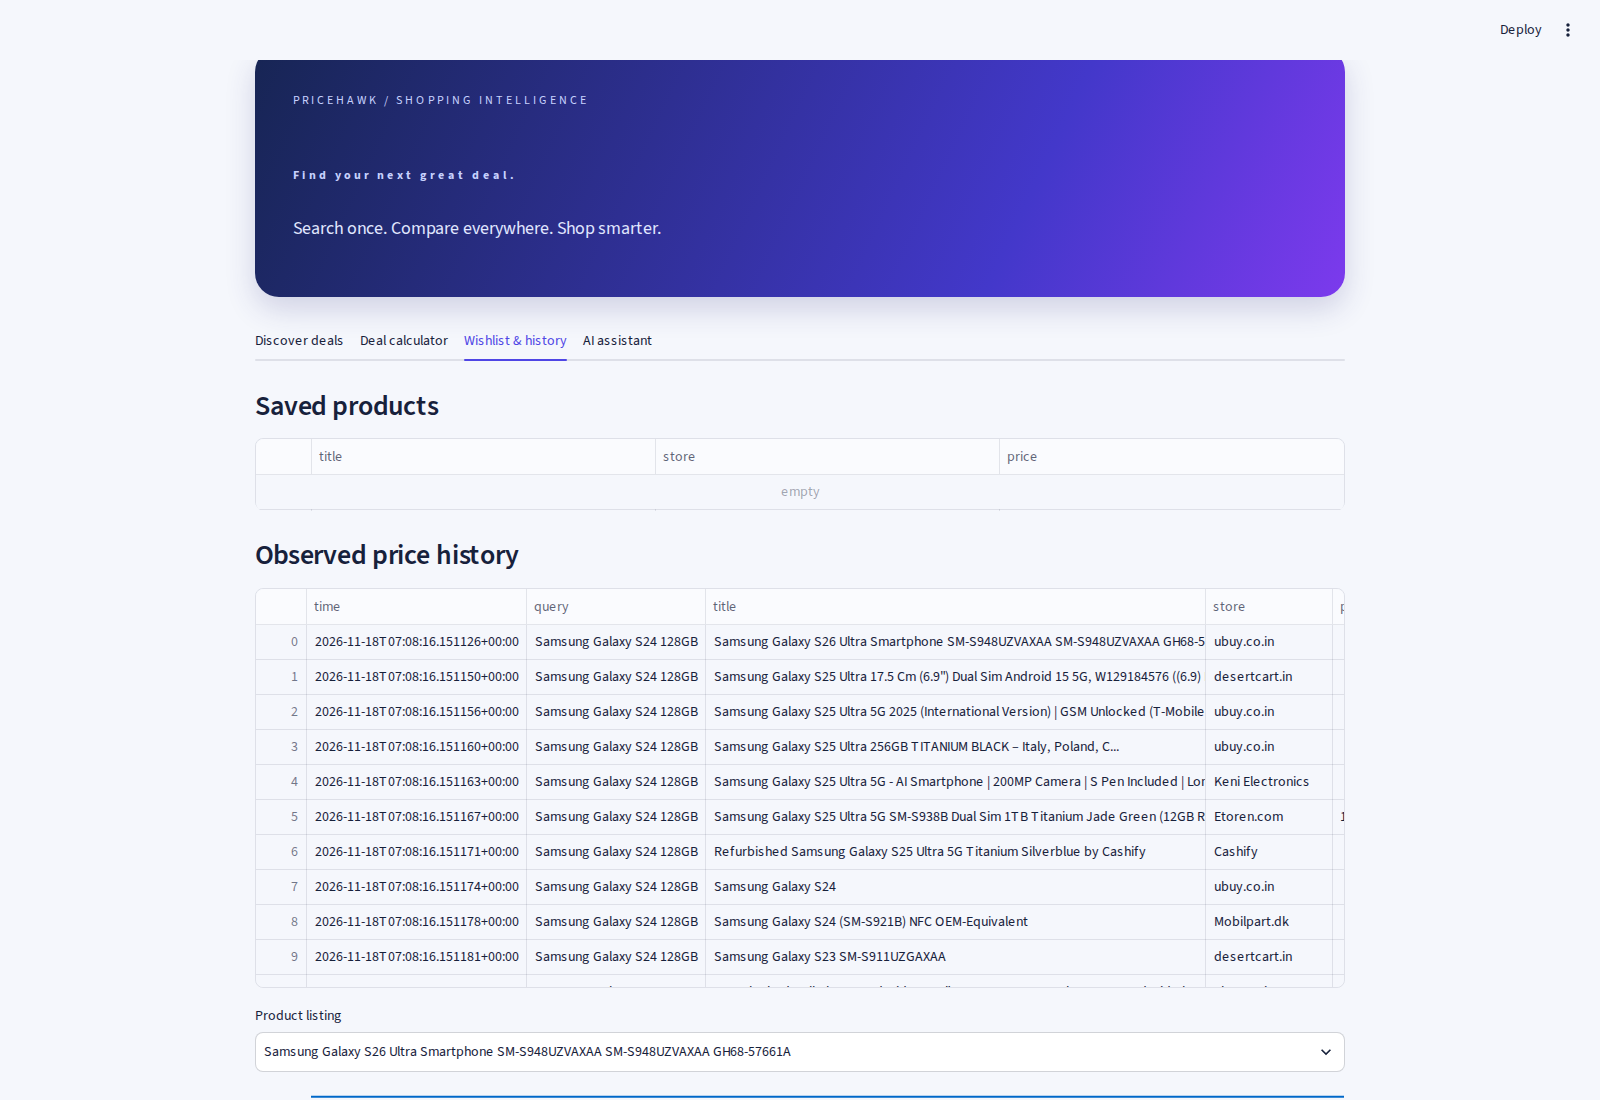 Deploy
PRICEHAWK / SHOPPING INTELLIGENCE
Find your next great deal.
Search once. Compare everywhere. Shop smarter.
Discover deals Deal calculator Wishlist & history AI assistant
Saved products
title store price
empty
Observed price history
time query title store
0 2026-11-18T07:08:16.151126+00:00 Samsung Galaxy S24 128GB Samsung Galaxy S26 Ultra Smartphone SM-S948UZVAXAA SM-S948UZVAXAA GH68-5 ubuy.co.in
1 2026-11-18T07:08:16.151150+00:00 Samsung Galaxy S24 128GB Samsung Galaxy S25 Ultra 17.5 Cm (6.9") Dual Sim Android 15 5G, W129184576 ((6.9) desertcart.in
2 2026-11-18T07:08:16.151156+00:00 Samsung Galaxy S24 128GB Samsung Galaxy S25 Ultra 5G 2025 (International Version) | GSM Unlocked (T-Mobile ubuy.co.in
3 2026-11-18T07:08:16.151160+00:00 Samsung Galaxy S24 128GB Samsung Galaxy S25 Ultra 256GB TITANIUM BLACK – Italy, Poland, C... ubuy.co.in
4 2026-11-18T07:08:16.151163+00:00 Samsung Galaxy S24 128GB Samsung Galaxy S25 Ultra 5G - AI Smartphone | 200MP Camera | S Pen Included | Lor Keni Electronics
5 2026-11-18T07:08:16.151167+00:00 Samsung Galaxy S24 128GB Samsung Galaxy S25 Ultra 5G SM-S938B Dual Sim 1TB Titanium Jade Green (12GB R Etoren.com 1
6 2026-11-18T07:08:16.151171+00:00 Samsung Galaxy S24 128GB Refurbished Samsung Galaxy S25 Ultra 5G Titanium Silverblue by Cashify Cashify
7 2026-11-18T07:08:16.151174+00:00 Samsung Galaxy S24 128GB Samsung Galaxy S24 ubuy.co.in
8 2026-11-18T07:08:16.151178+00:00 Samsung Galaxy S24 128GB Samsung Galaxy S24 (SM-S921B) NFC OEM-Equivalent Mobilpart.dk
9 2026-11-18T07:08:16.151181+00:00 Samsung Galaxy S24 128GB Samsung Galaxy S23 SM-S911UZGAXAA desertcart.in
Product listing
Samsung Galaxy S26 Ultra Smartphone SM-S948UZVAXAA SM-S948UZVAXAA GH68-57661A